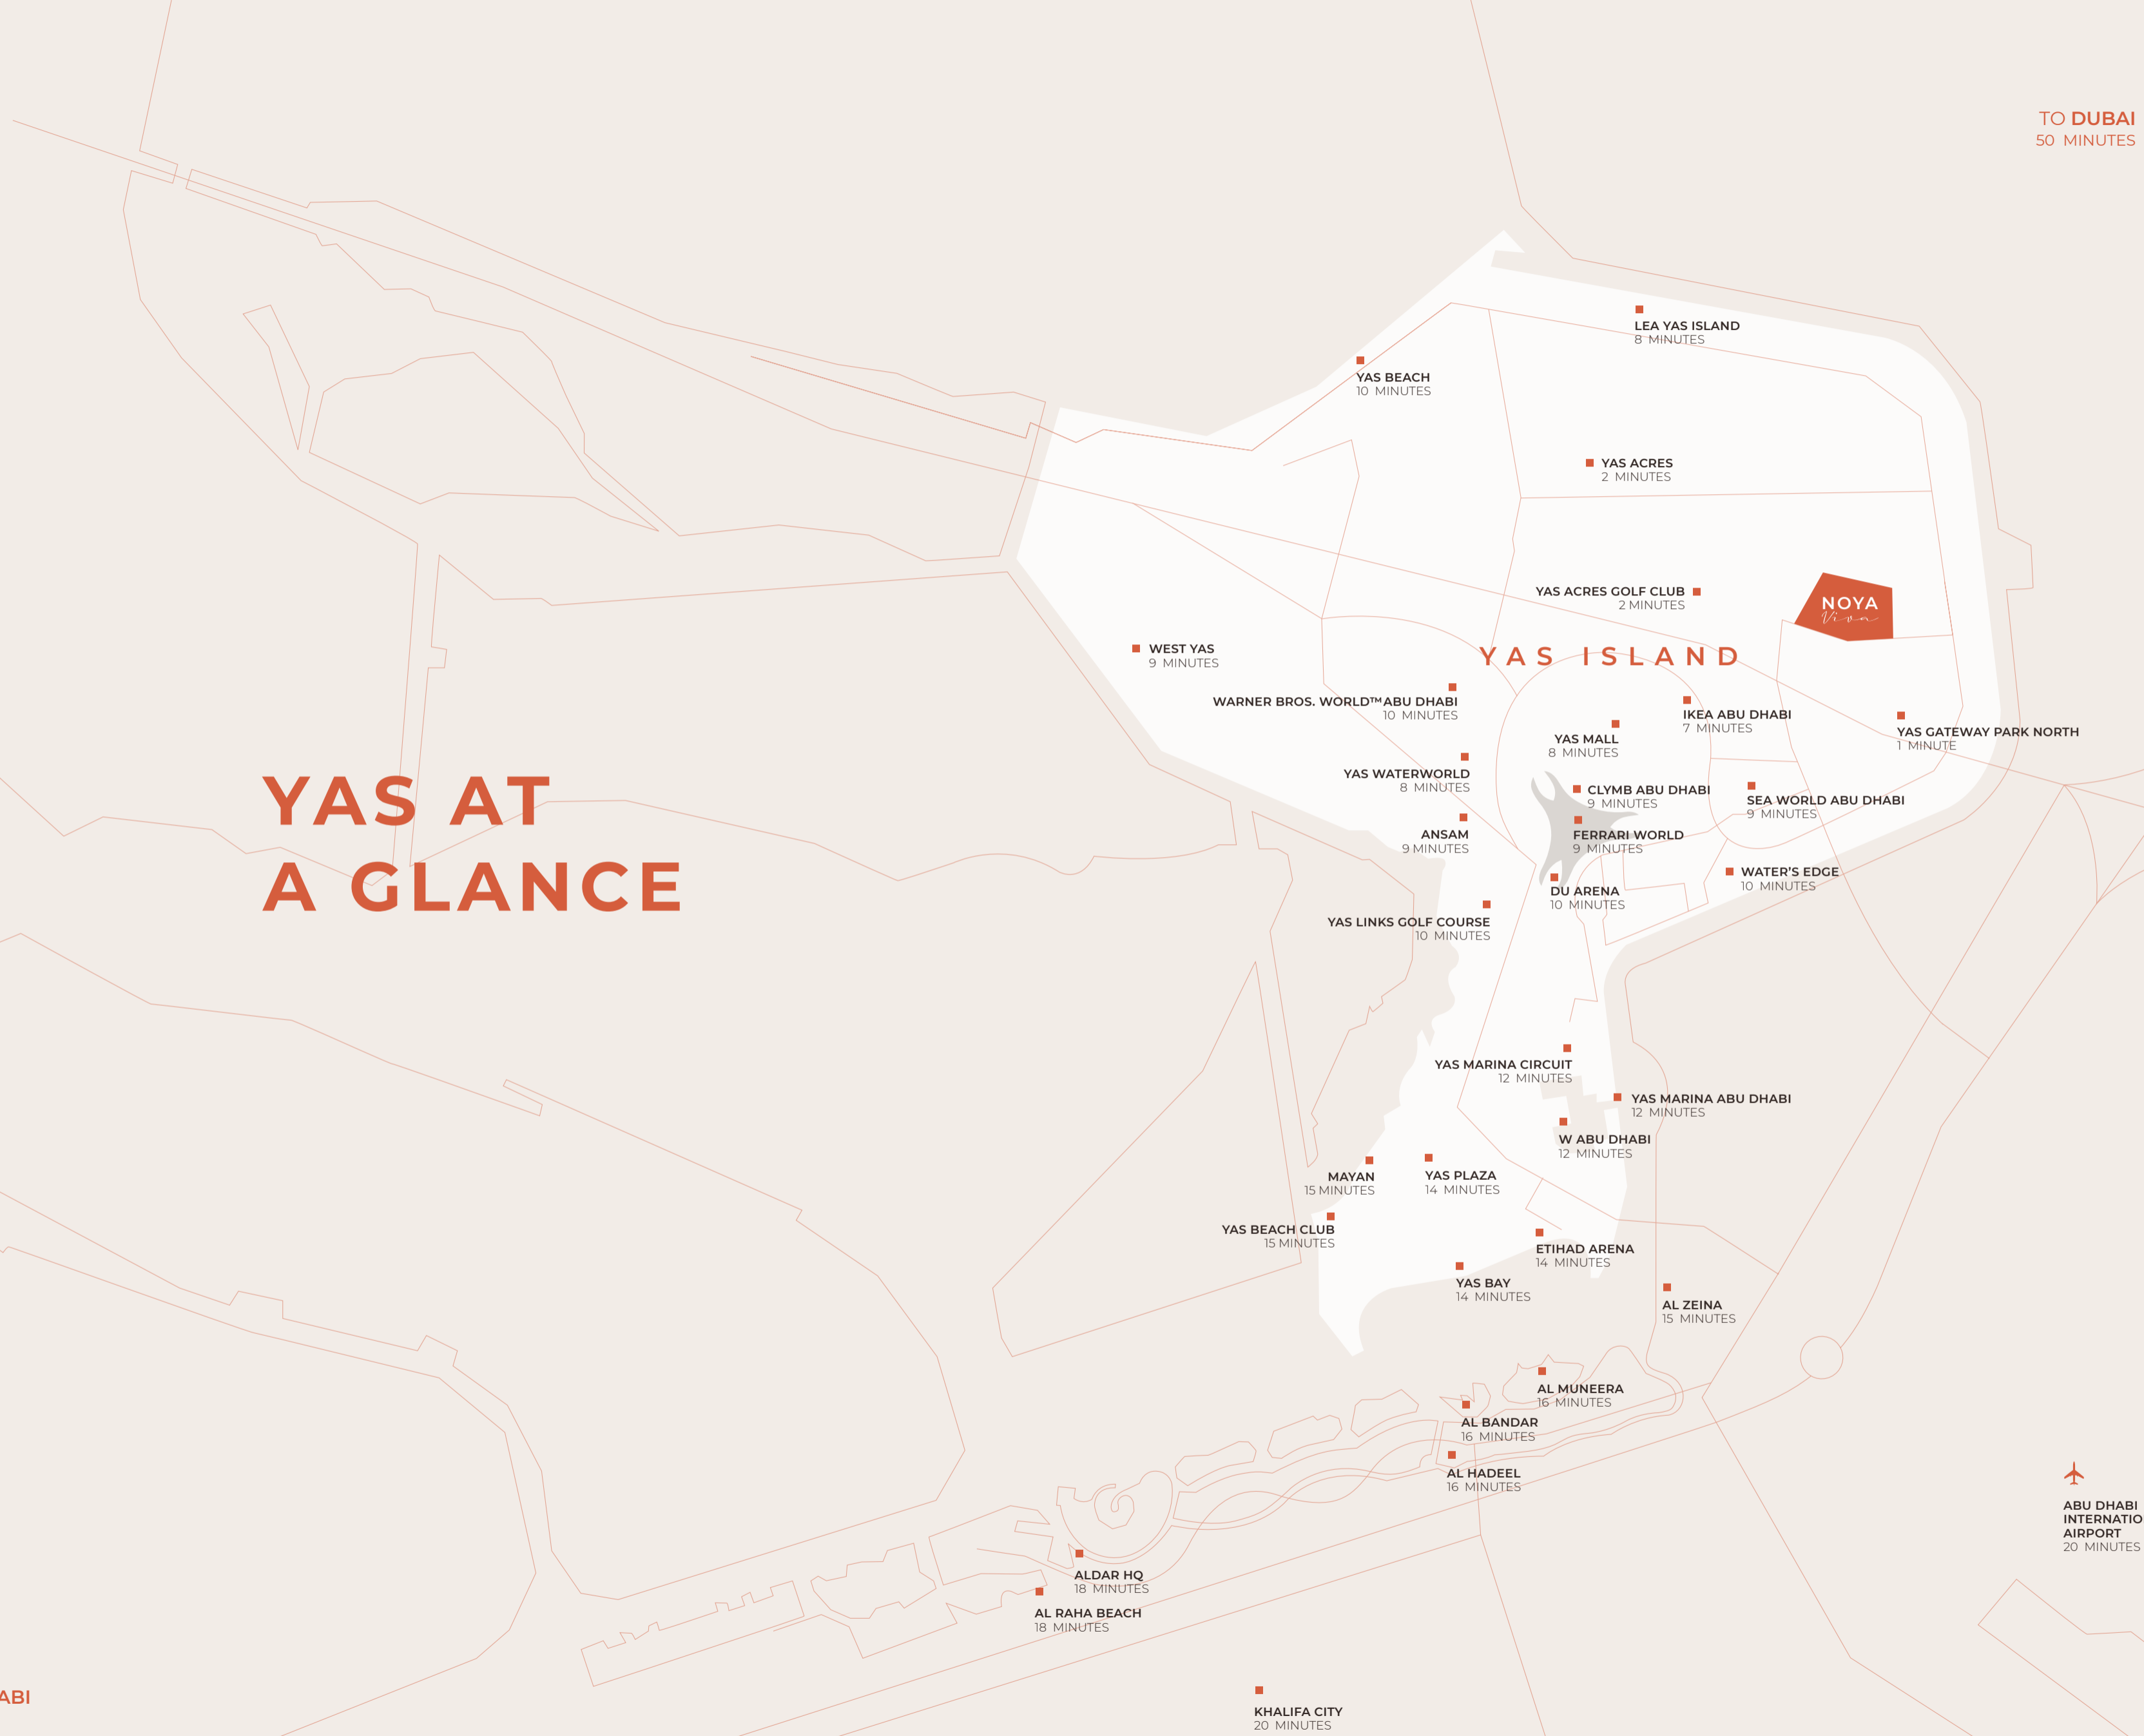 TO DUBAI
50 MINUTES
LEA YAS ISLAND
8 MINUTES
YAS BEACH
10 MINUTES
YAS ACRES
2 MINUTES
YAS ACRES GOLF CLUB
2 MINUTES
NOYA
Viva
YAS ISLAND
WEST YAS
9 MINUTES
WARNER BROS. WORLD™ ABU DHABI
10 MINUTES
IKEA ABU DHABI
7 MINUTES
YAS MALL
8 MINUTES
YAS GATEWAY PARK NORTH
1 MINUTE
YAS WATERWORLD
8 MINUTES
CLYMB ABU DHABI
9 MINUTES
SEA WORLD ABU DHABI
9 MINUTES
YAS AT
A GLANCE
ANSAM
9 MINUTES
FERRARI WORLD
9 MINUTES
WATER'S EDGE
10 MINUTES
DU ARENA
10 MINUTES
YAS LINKS GOLF COURSE
10 MINUTES
YAS MARINA CIRCUIT
12 MINUTES
YAS MARINA ABU DHABI
12 MINUTES
W ABU DHABI
12 MINUTES
MAYAN
15 MINUTES
YAS PLAZA
14 MINUTES
YAS BEACH CLUB
15 MINUTES
ETIHAD ARENA
14 MINUTES
YAS BAY
14 MINUTES
AL ZEINA
15 MINUTES
AL MUNEERA
16 MINUTES
AL BANDAR
16 MINUTES
AL HADEEL
16 MINUTES
ABU DHABI
INTERNATIO
AIRPORT
20 MINUTES
ALDAR HQ
18 MINUTES
AL RAHA BEACH
18 MINUTES
ABI
KHALIFA CITY
20 MINUTES